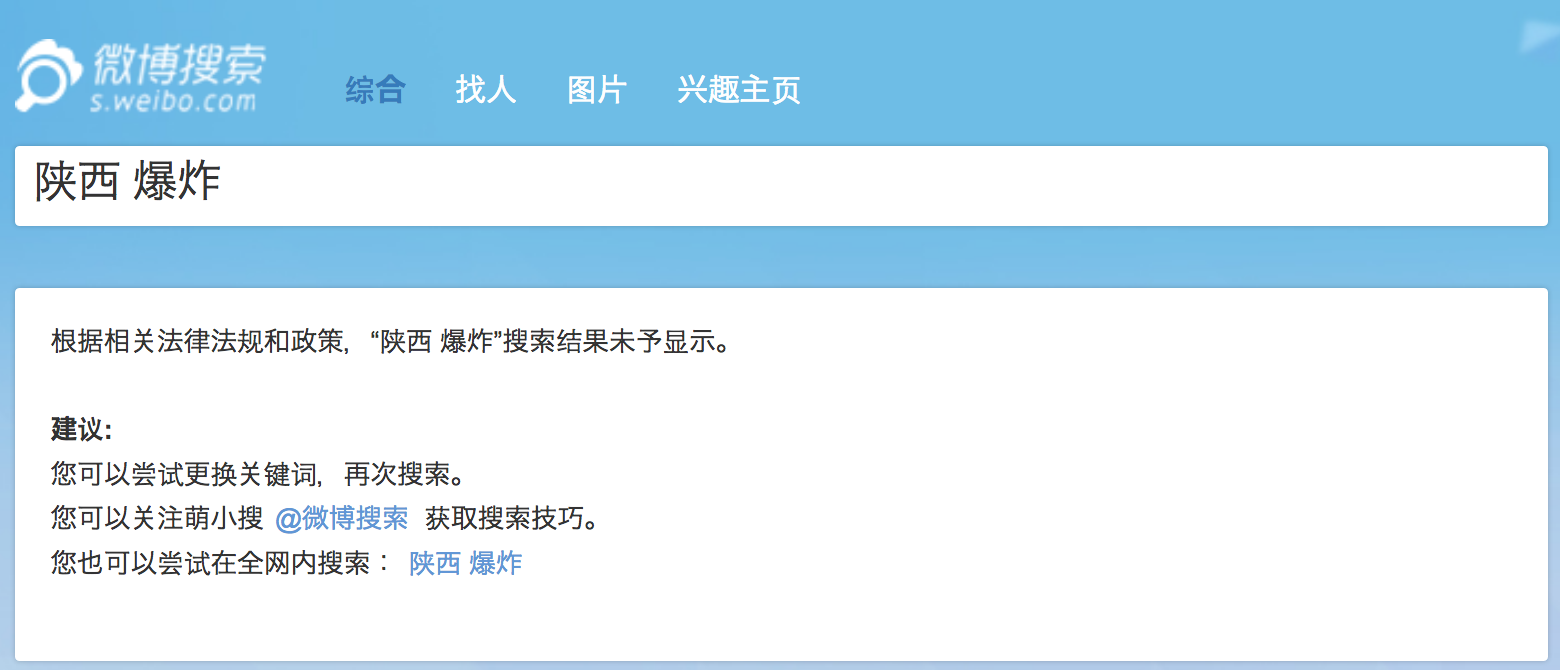 微博搜索
s.weibo.com
综合 找人 图片 兴趣主页
陕西 爆炸
根据相关法律法规和政策,“陕西 爆炸”搜索结果未予显示。
建议:
您可以尝试更换关键词,再次搜索。
您可以关注萌小搜 @微博搜索 获取搜索技巧。
您也可以尝试在全网内搜索： 陕西 爆炸